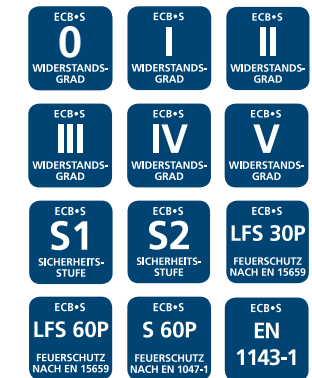 ECB•S
0
WIDERSTANDS-
GRAD
ECB•S
I
WIDERSTANDS-
GRAD
ECB•S
II
WIDERSTANDS-
GRAD
ECB•S
III
WIDERSTANDS-
GRAD
ECB•S
IV
WIDERSTANDS-
GRAD
ECB•S
V
WIDERSTANDS-
GRAD
ECB•S
S1
SICHERHEITS-
STUFE
ECB•S
S2
SICHERHEITS-
STUFE
ECB•S
LFS 30P
FEUERSCHUTZ
NACH EN 15659
ECB•S
LFS 60P
FEUERSCHUTZ
NACH EN 15659
ECB•S
S 60P
FEUERSCHUTZ
NACH EN 1047-1
ECB•S
EN
1143-1